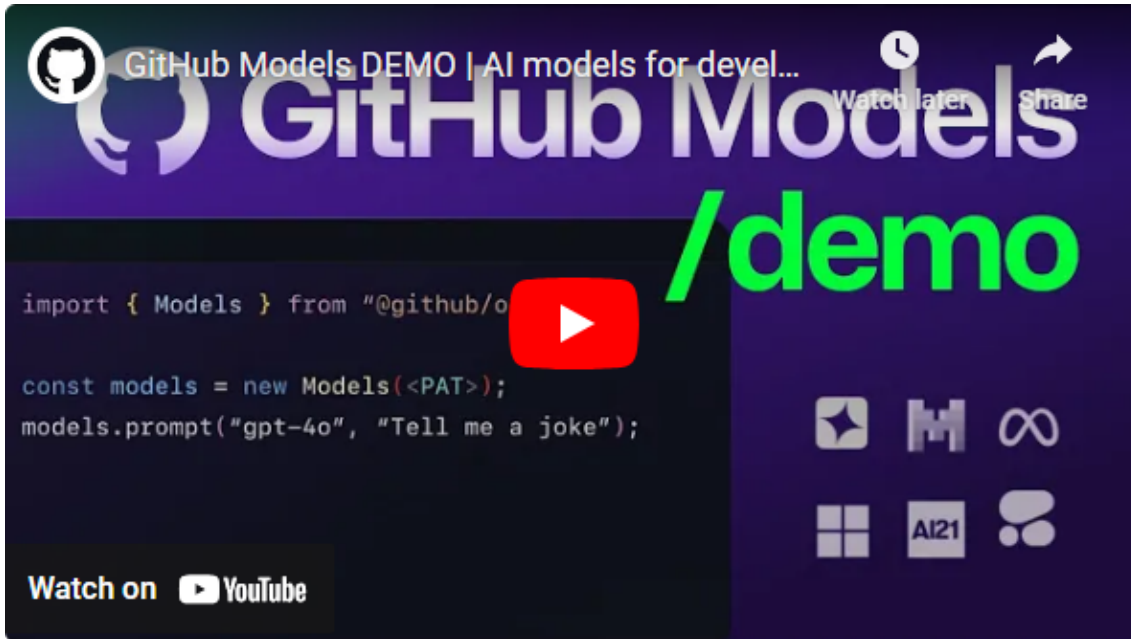 GitHub Models DEMO | AI models for devel...
Watch later
Share
GitHub Models
/demo
import { Models } from “@github/o
const models = new Models(<PAT>);
models.prompt(“gpt-4o”, “Tell me a joke”);
AI21
Watch on YouTube